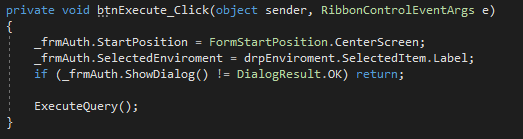 private void btnExecute_Click(object sender, RibbonControlEventArgs e)
{
_frmAuth.StartPosition = FormStartPosition.CenterScreen;
_frmAuth.SelectedEnviroment = drpEnviroment.SelectedItem.Label;
if (_frmAuth.ShowDialog() != DialogResult.OK) return;
ExecuteQuery();
}